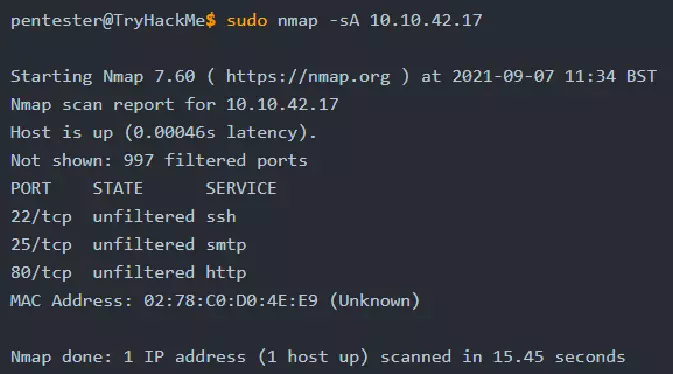 pentester@TryHackMe$ sudo nmap -sA 10.10.42.17
Starting Nmap 7.60 ( https://nmap.org ) at 2021-09-07 11:34 BST
Nmap scan report for 10.10.42.17
Host is up (0.00046s latency).
Not shown: 997 filtered ports
PORT   STATE      SERVICE
22/tcp unfiltered ssh
25/tcp unfiltered smtp
80/tcp unfiltered http
MAC Address: 02:78:C0:D0:4E:E9 (Unknown)
Nmap done: 1 IP address (1 host up) scanned in 15.45 seconds